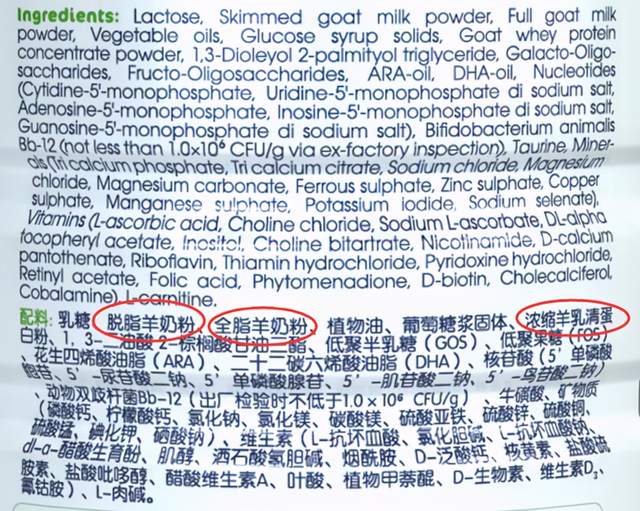 Ingredients: Lactose, Skimmed goat milk powder, Full goat milk
powder, Vegetable oils, Glucose syrup solids, Goat whey protein
concentrate powder, 1,3-Dioleyol 2-palmityol triglyceride, Galacto-Oligo-
saccharides, Fructo-Oligosaccharides, ARA-oil, DHA-oil, Nucleotides
(Cytidine-5'-monophosphate, Uridine-5'-monophosphate di sodium salt,
Adenosine-5'-monophosphate, Inosine-5'-monophosphate di sodium salt,
Guanosine-5'-monophosphate di sodium salt), Bifidobacterium animalis
Bb-12 (not less than 1.0x10⁶ CFU/g via ex-factory inspection), Taurine, Miner-
als (Tri calcium phosphate, Tri calcium citrate, Sodium chloride, Magnesium
chloride, Magnesium carbonate, Ferrous sulphate, Zinc sulphate, Copper
sulphate, Manganese sulphate, Potassium iodide, Sodium selenate),
Vitamins (L-ascorbic acid, Choline chloride, Sodium L-ascorbate, DL-alpha
tocopheryl acetate, Inositol, Choline bitartrate, Nicotinamide, D-calcium
pantothenate, Riboflavin, Thiamin hydrochloride, Pyridoxine hydrochloride,
Retinyl acetate, Folic acid, Phytomenadione, D-biotin, Cholecalciferol,
Cobalamine), L-carnitine.
配料: 乳糖、脱脂羊奶粉、全脂羊奶粉、植物油、葡萄糖浆固体、浓缩羊乳清蛋
白粉、1, 3-二油酸2-棕榈酸甘油三酯、低聚半乳糖（GOS）、低聚果糖（FOS）
、花生四烯酸油脂（ARA）、二十二碳六烯酸油脂（DHA）、核苷酸（5’单磷酸
胞苷、5’-尿苷酸二钠、5’单磷酸腺苷、5’-肌苷酸二钠、5’-鸟苷酸二钠）
、动物双歧杆菌Bb-12（出厂检验时不低于1.0×10⁶ CFU/g）、牛磺酸、矿物质
（磷酸钙、柠檬酸钙、氯化钠、氯化镁、碳酸镁、硫酸亚铁、硫酸锌、硫酸铜、
硫酸锰、碘化钾、硒酸钠）、维生素（L-抗坏血酸、氯化胆碱、L-抗坏血酸钠、
dl-α-醋酸生育酚、肌醇、酒石酸氢胆碱、烟酰胺、D-泛酸钙、核黄素、盐酸硫
胺素、盐酸吡哆醇、醋酸维生素A、叶酸、植物甲萘醌、D-生物素、维生素D₃、
氰钴胺）、L-肉碱。